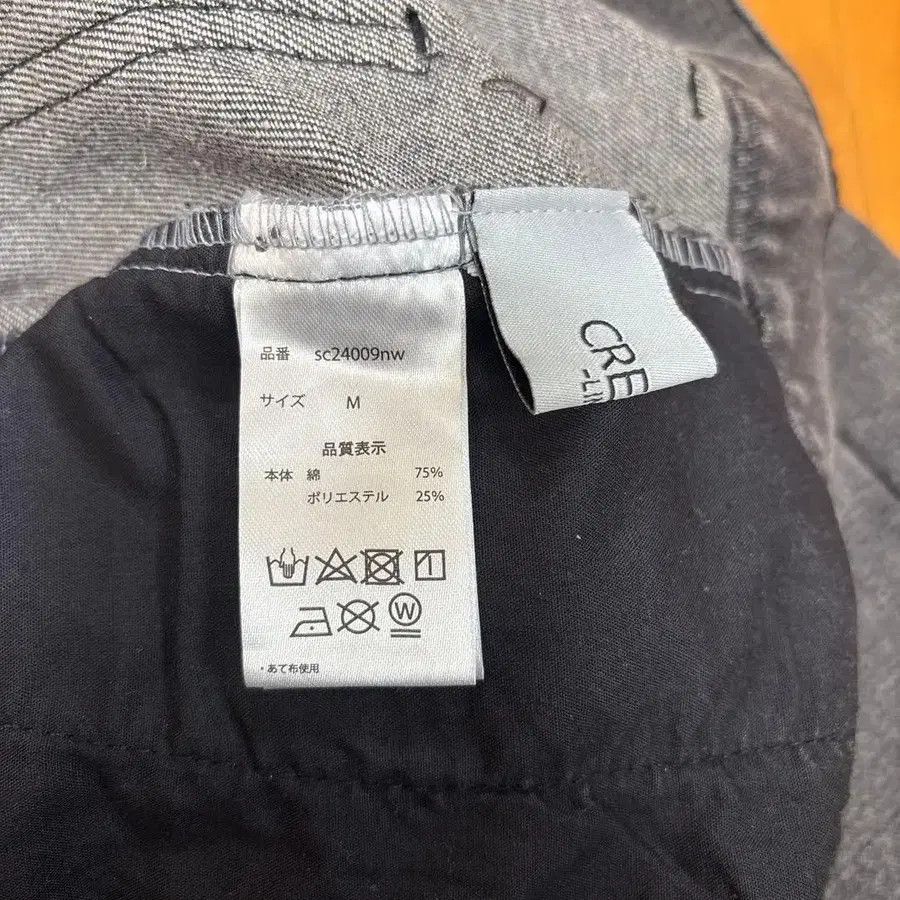 品番 sc24009nw
サイズ M
品質表示
本体 綿 75%
ポリエステル 25%
W
・あて布使用
CRE